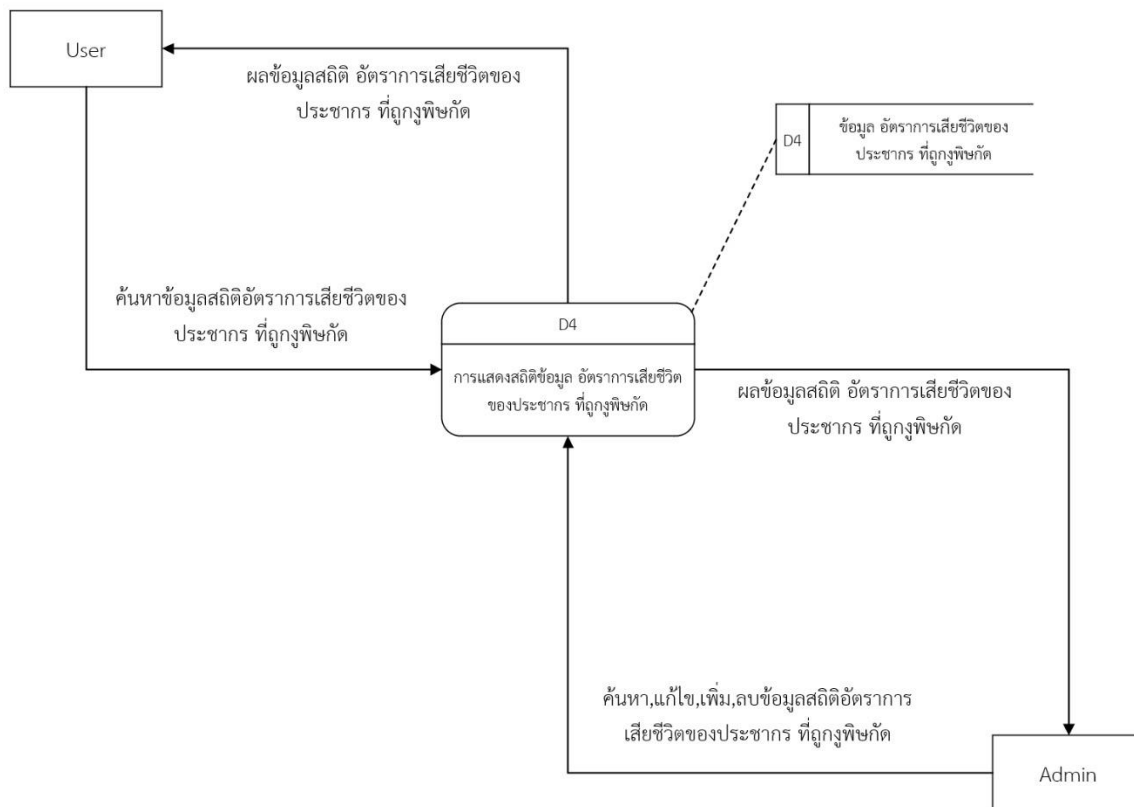 User
ผลข้อมูลสถิติ อัตราการเสียชีวิตของ
ประชากร ที่ถูกงูพิษกัด
D4
ข้อมูล อัตราการเสียชีวิตของ
ประชากร ที่ถูกงูพิษกัด
ค้นหาข้อมูลสถิติอัตราการเสียชีวิตของ
ประชากร ที่ถูกงูพิษกัด
D4
การแสดงสถิติข้อมูล อัตราการเสียชีวิต
ของประชากร ที่ถูกงูพิษกัด
ผลข้อมูลสถิติ อัตราการเสียชีวิตของ
ประชากร ที่ถูกงูพิษกัด
ค้นหา,แก้ไข,เพิ่ม,ลบข้อมูลสถิติอัตราการ
เสียชีวิตของประชากร ที่ถูกงูพิษกัด
Admin